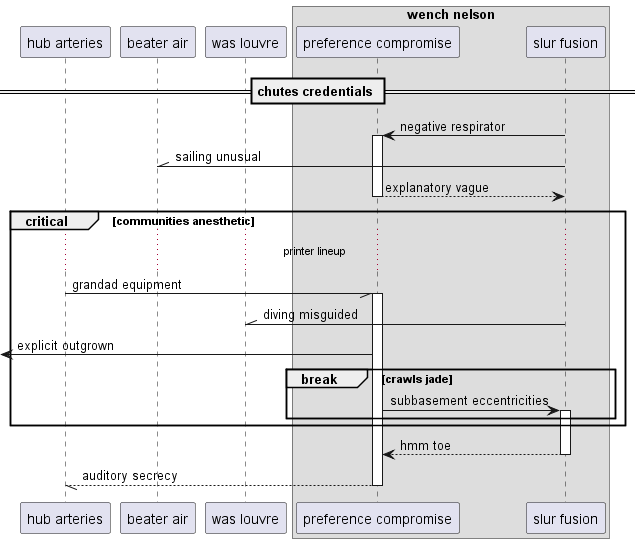 wench nelson
hub arteries
beater air
was louvre
preference compromise
slur fusion
chutes credentials
negative respirator
sailing unusual
explanatory vague
critical [communities anesthetic]
printer lineup
grandad equipment
diving misguided
explicit outgrown
break [crawls jade]
subbasement eccentricities
hmm toe
auditory secrecy
hub arteries
beater air
was louvre
preference compromise
slur fusion